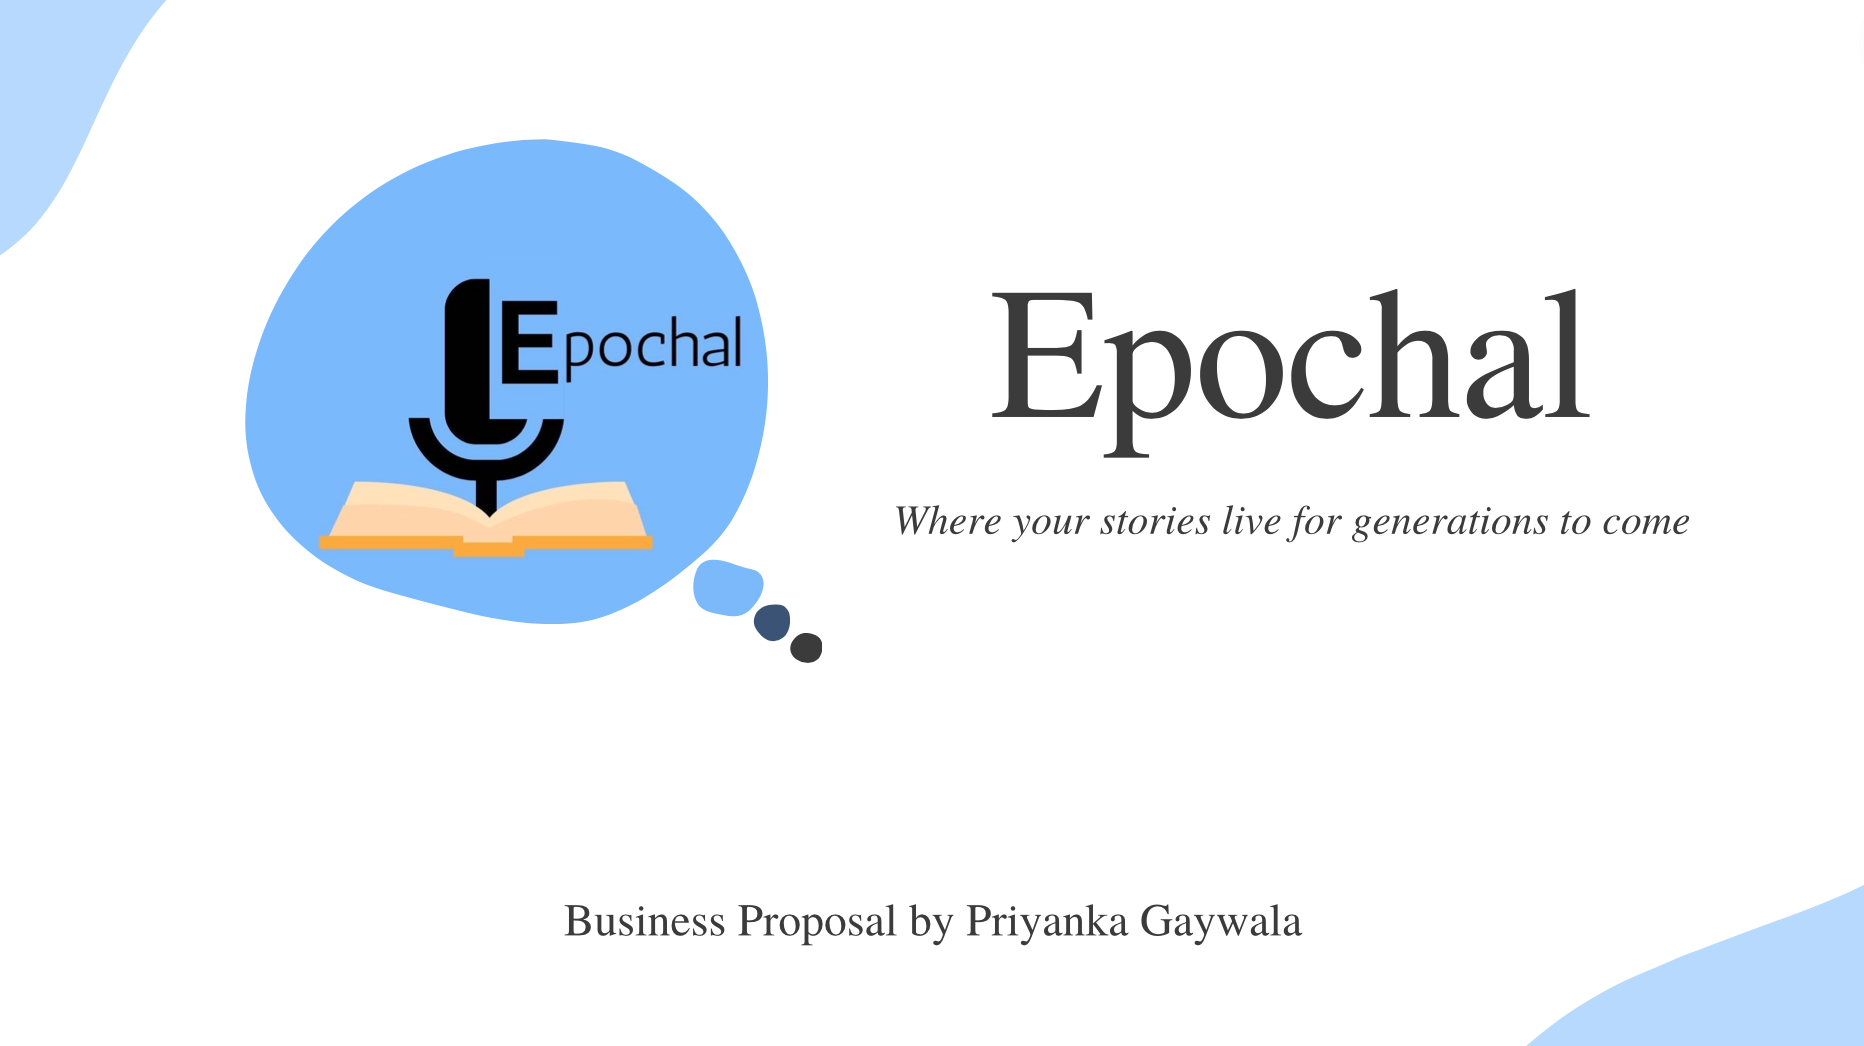 Epochal
Epochal
Where your stories live for generations to come
Business Proposal by Priyanka Gaywala